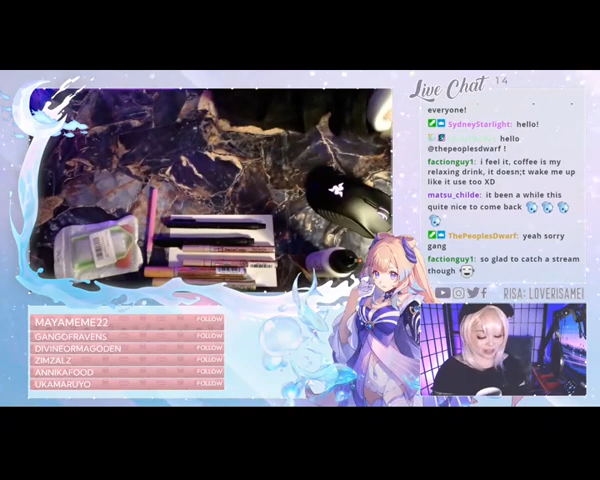 Live Chat 14
everyone!
SydneyStarlight: hello!
hello
@thepeoplesdwarf !
factionguy1: i feel it, coffee is my
relaxing drink, it doesn;t wake me up
like it use too XD
matsu_childe: it been a while this
quite nice to come back
ThePeoplesDwarf: yeah sorry
gang
factionguy1: so glad to catch a stream
though
RISA: LOVERISAMEI
MAYAMEME22 FOLLOW
GANGOFRAVENS FOLLOW
DIVINEORMAGODEN FOLLOW
ZIMZALZ FOLLOW
ANNIKAFOOD FOLLOW
UKAMARUYO FOLLOW